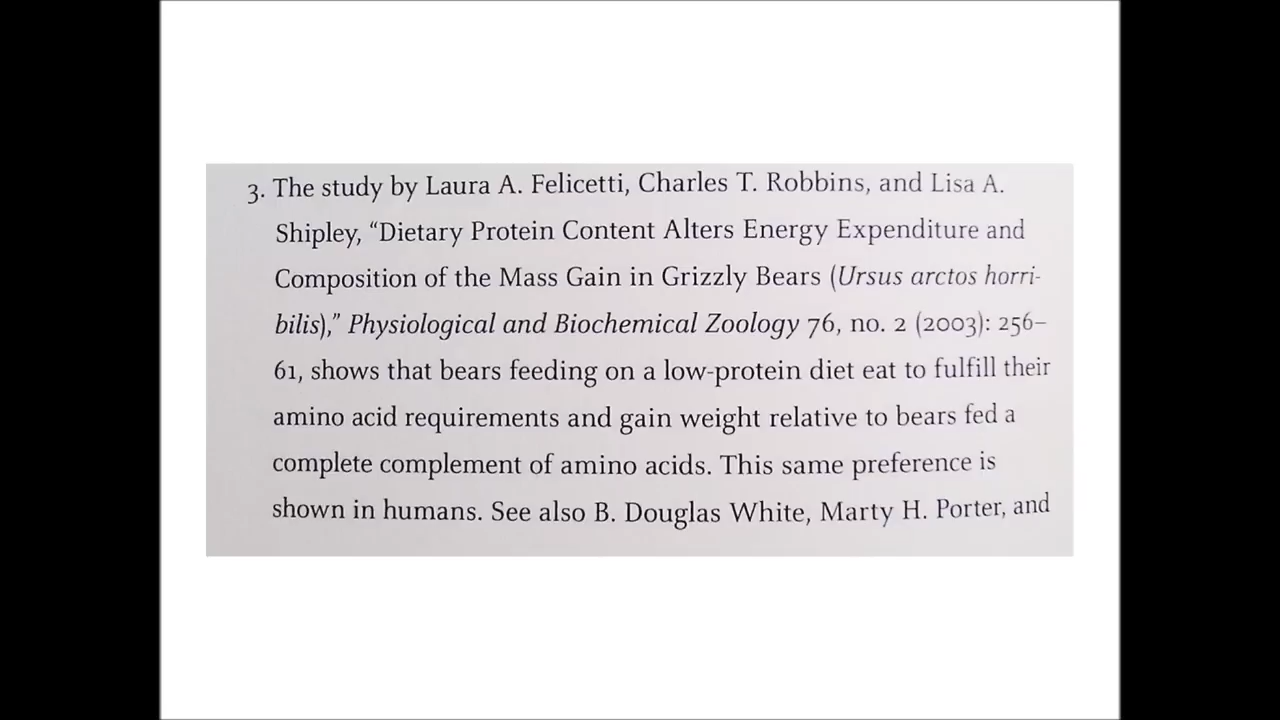 3. The study by Laura A. Felicetti, Charles T. Robbins, and Lisa A.
Shipley, “Dietary Protein Content Alters Energy Expenditure and
Composition of the Mass Gain in Grizzly Bears (Ursus arctos horri-
bilis),” Physiological and Biochemical Zoology 76, no. 2 (2003): 256–
61, shows that bears feeding on a low-protein diet eat to fulfill their
amino acid requirements and gain weight relative to bears fed a
complete complement of amino acids. This same preference is
shown in humans. See also B. Douglas White, Marty H. Porter, and